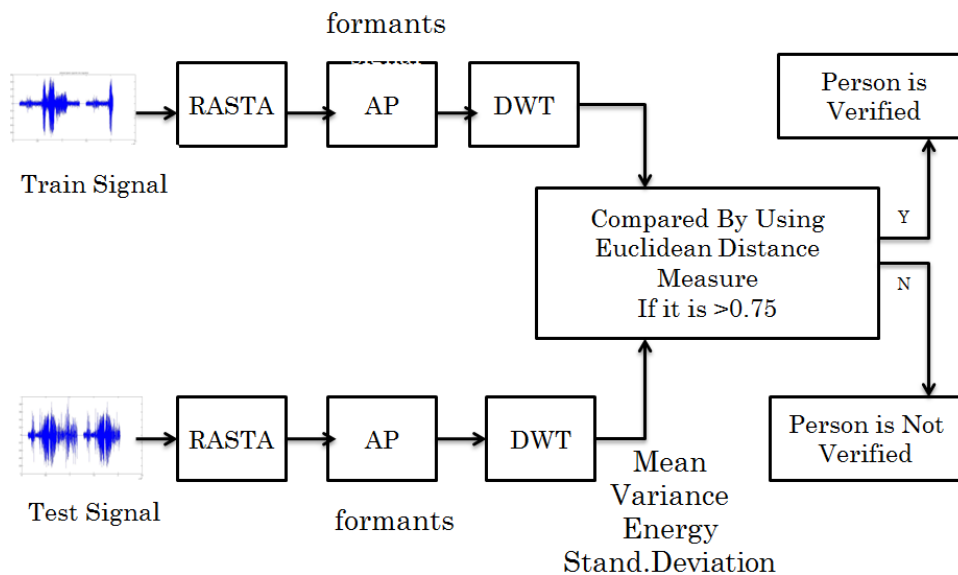 formants
signal
RASTA
AP
DWT
Train Signal
Person is
Verified
Compared By Using
Euclidean Distance
Measure
If it is >0.75
Y
N
RASTA
AP
DWT
Test Signal
formants
Mean
Variance
Energy
Stand.Deviation
Person is Not
Verified